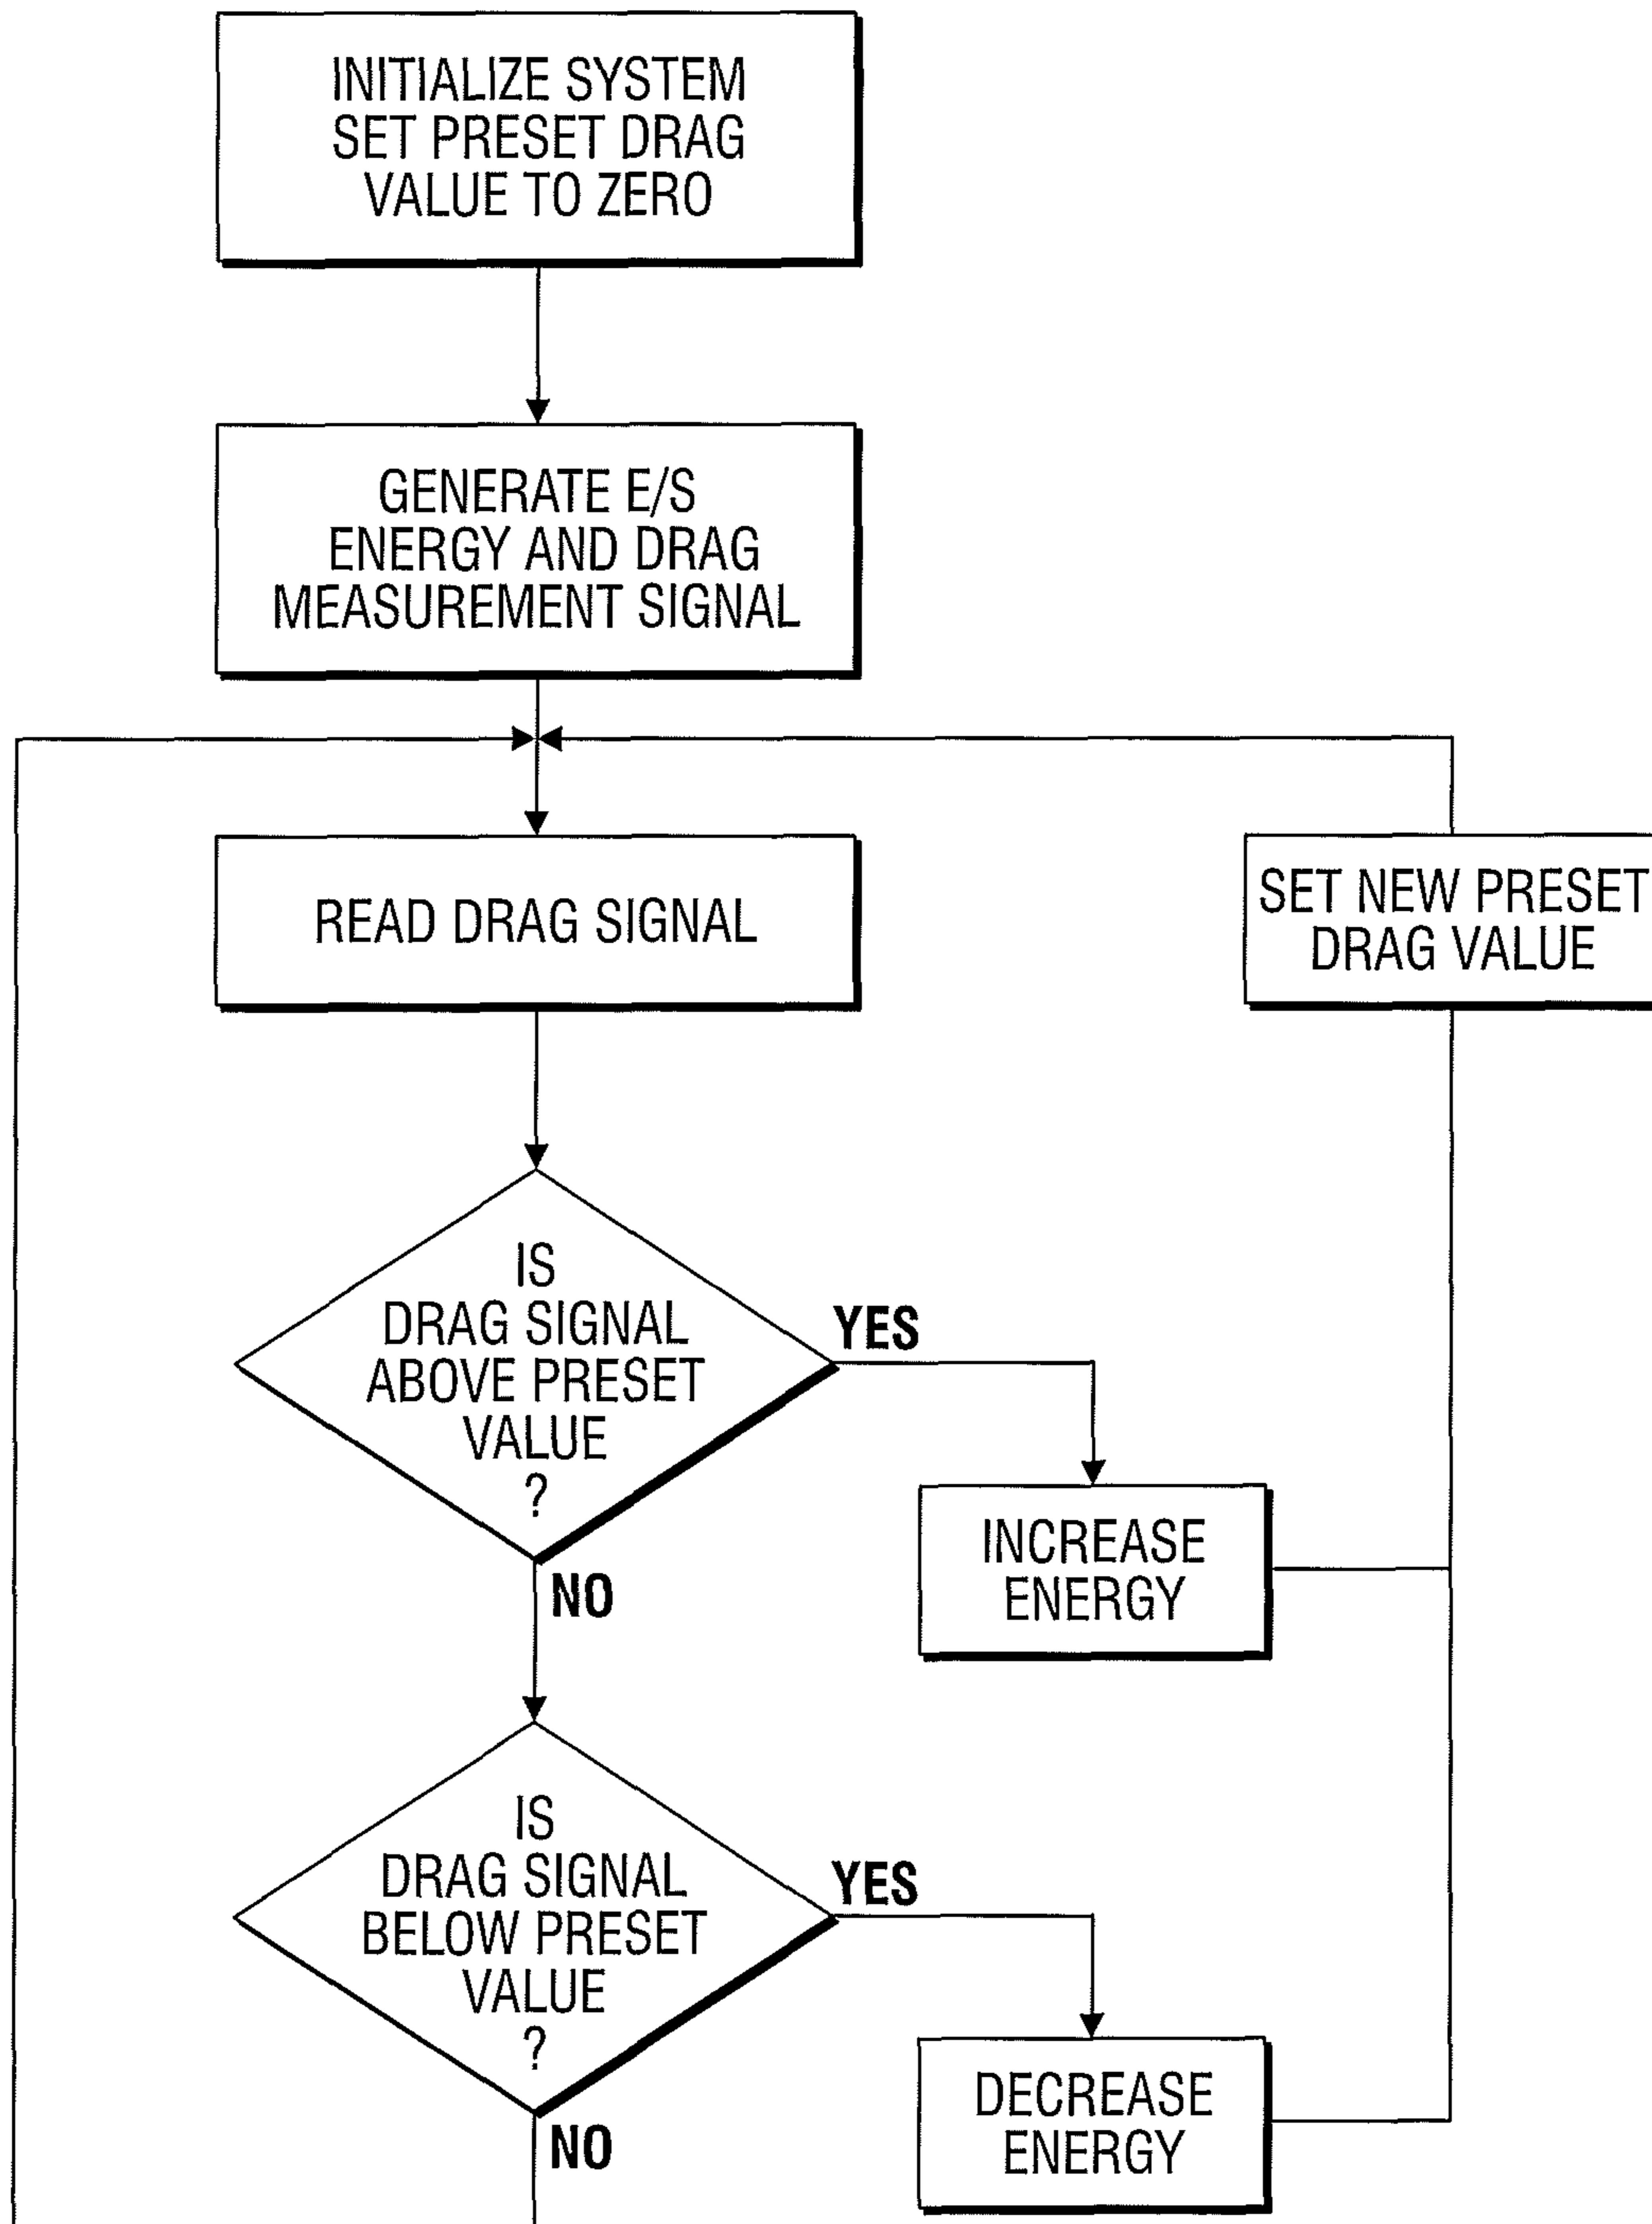 INITIALIZE SYSTEM
SET PRESET DRAG
VALUE TO ZERO
GENERATE E/S
ENERGY AND DRAG
MEASUREMENT SIGNAL
READ DRAG SIGNAL
SET NEW PRESET
DRAG VALUE
IS
DRAG SIGNAL
ABOVE PRESET
VALUE
?
YES
NO
INCREASE
ENERGY
IS
DRAG SIGNAL
BELOW PRESET
VALUE
?
YES
NO
DECREASE
ENERGY